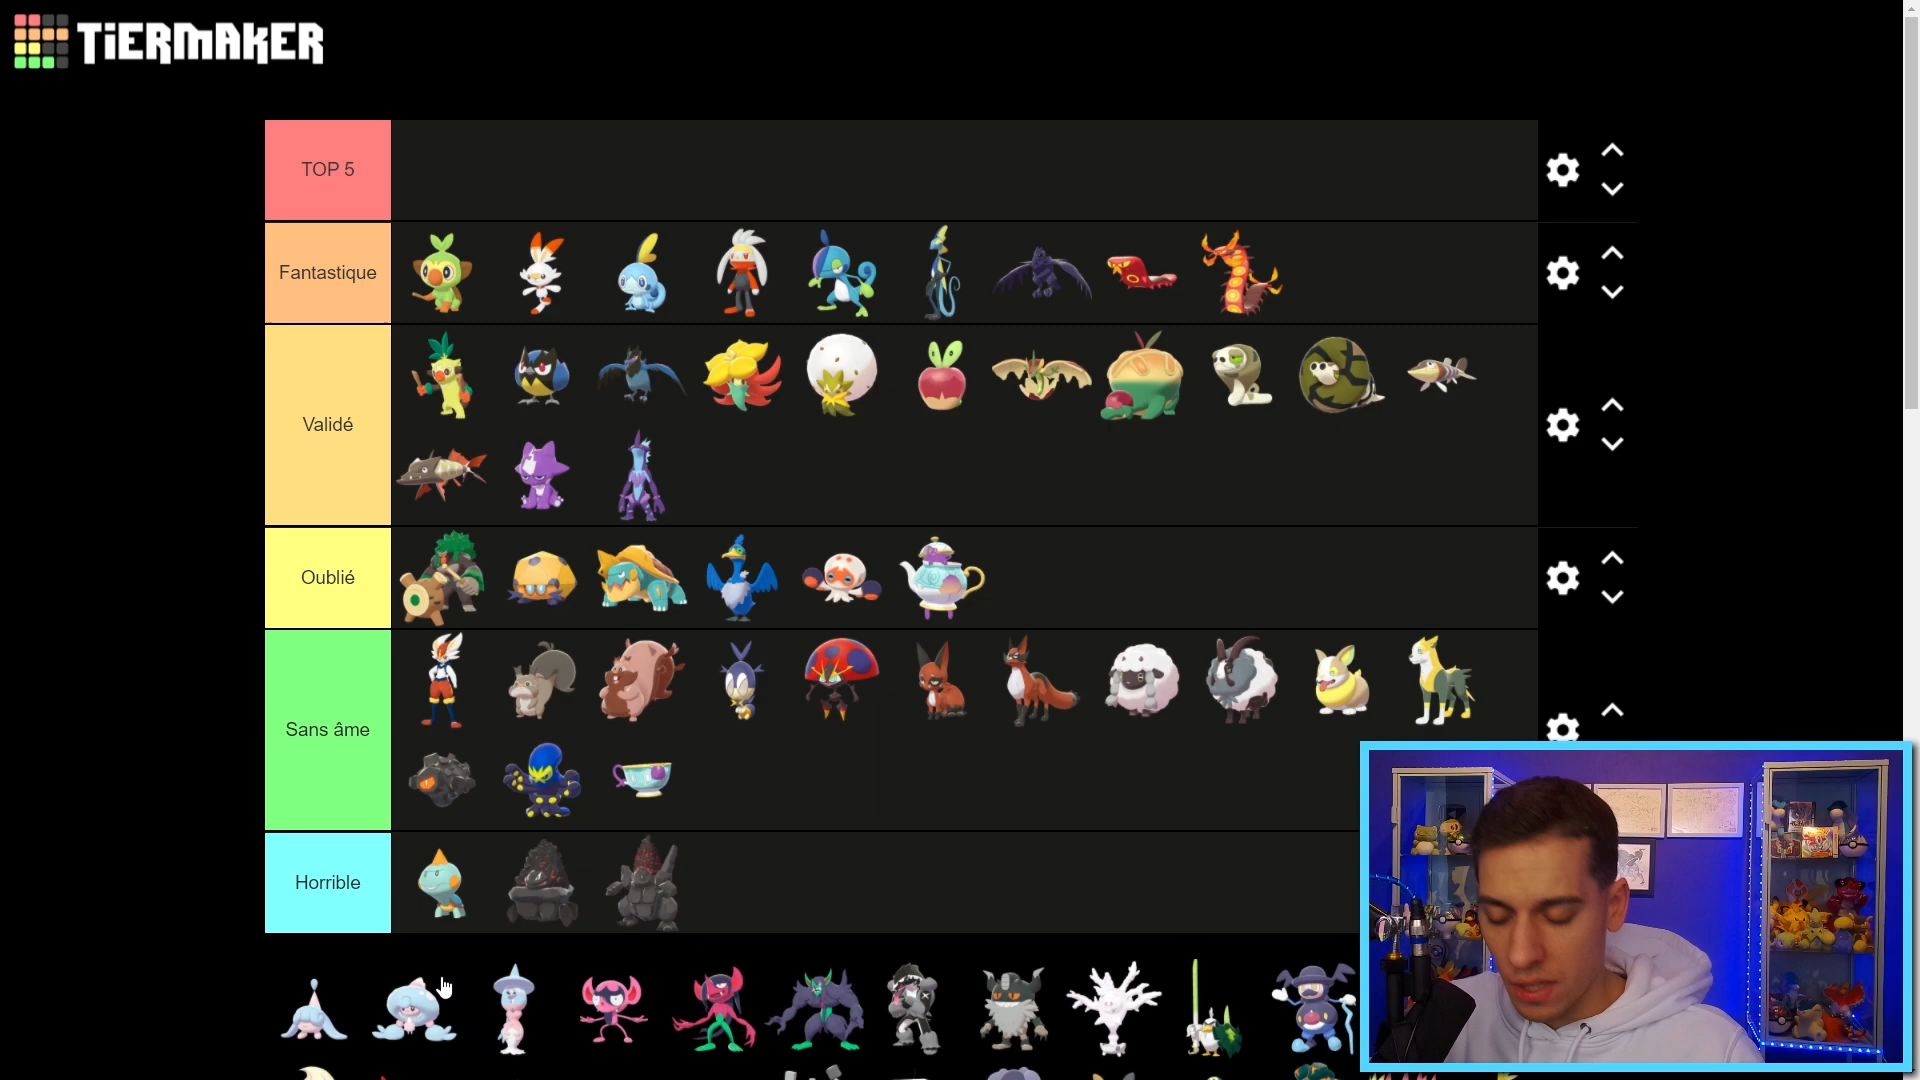 TiERMAKER
TOP 5
Fantastique
Validé
Oublié
Sans âme
Horrible